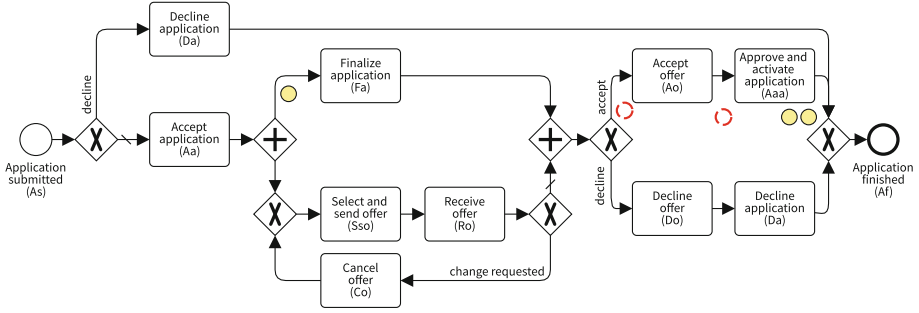 Decline
application
(Da)
decline
Application
submitted
(As)
Accept
application
(Aa)
Finalize
application
(Fa)
Select and
send offer
(Sso)
Receive
offer
(Ro)
Cancel
offer
(Co)
change requested
accept
decline
Accept
offer
(Ao)
Approve and
activate
application
(Aaa)
Decline
offer
(Do)
Decline
application
(Da)
Application
finished
(Af)